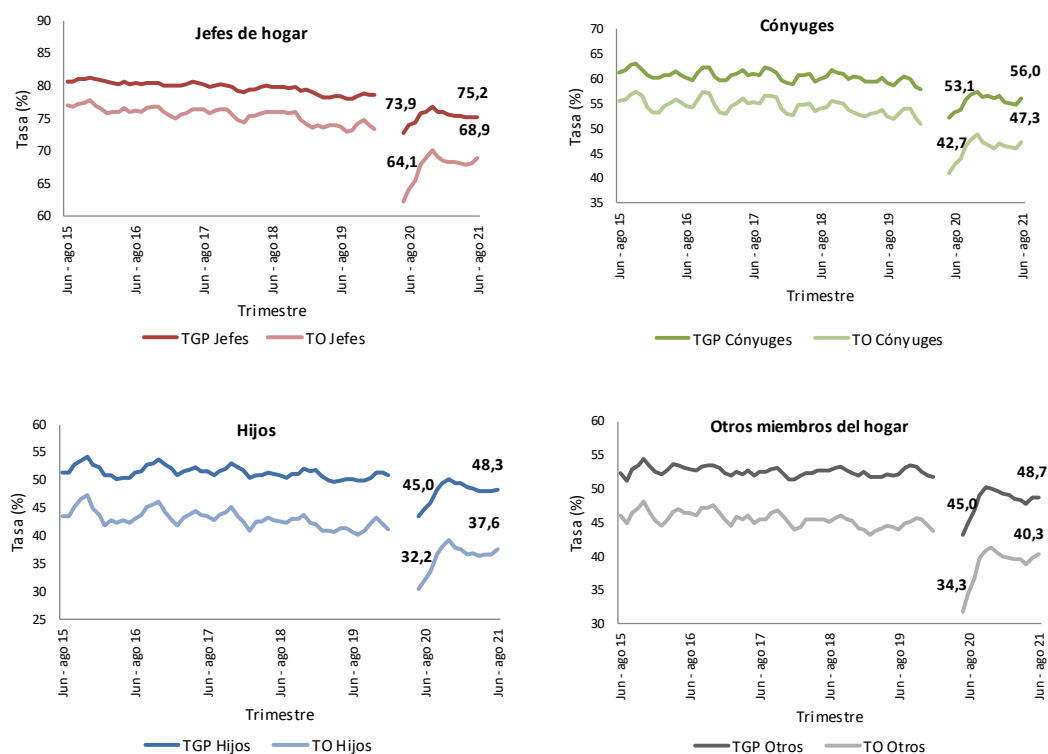 Jefes de hogar
Tasa (%)
90
85
80
75
70
65
60
73,9
75,2
68,9
64,1
Jun - ago 15
Jun - ago 16
Jun - ago 17
Jun - ago 18
Jun - ago 19
Jun - ago 20
Jun - ago 21
Trimestre
TGP Jefes
TO Jefes
Cónyuges
Tasa (%)
70
65
60
55
50
45
40
35
53,1
56,0
47,3
42,7
Jun - ago 15
Jun - ago 16
Jun - ago 17
Jun - ago 18
Jun - ago 19
Jun - ago 20
Jun - ago 21
Trimestre
TGP Cónyuges
TO Cónyuges
Hijos
Tasa (%)
60
55
50
45
40
35
30
25
48,3
45,0
37,6
32,2
Jun - ago 15
Jun - ago 16
Jun - ago 17
Jun - ago 18
Jun - ago 19
Jun - ago 20
Jun - ago 21
Trimestre
TGP Hijos
TO Hijos
Otros miembros del hogar
Tasa (%)
60
55
50
45
40
35
30
48,7
45,0
40,3
34,3
Jun - ago 15
Jun - ago 16
Jun - ago 17
Jun - ago 18
Jun - ago 19
Jun - ago 20
Jun - ago 21
Trimestre
TGP Otros
TO Otros